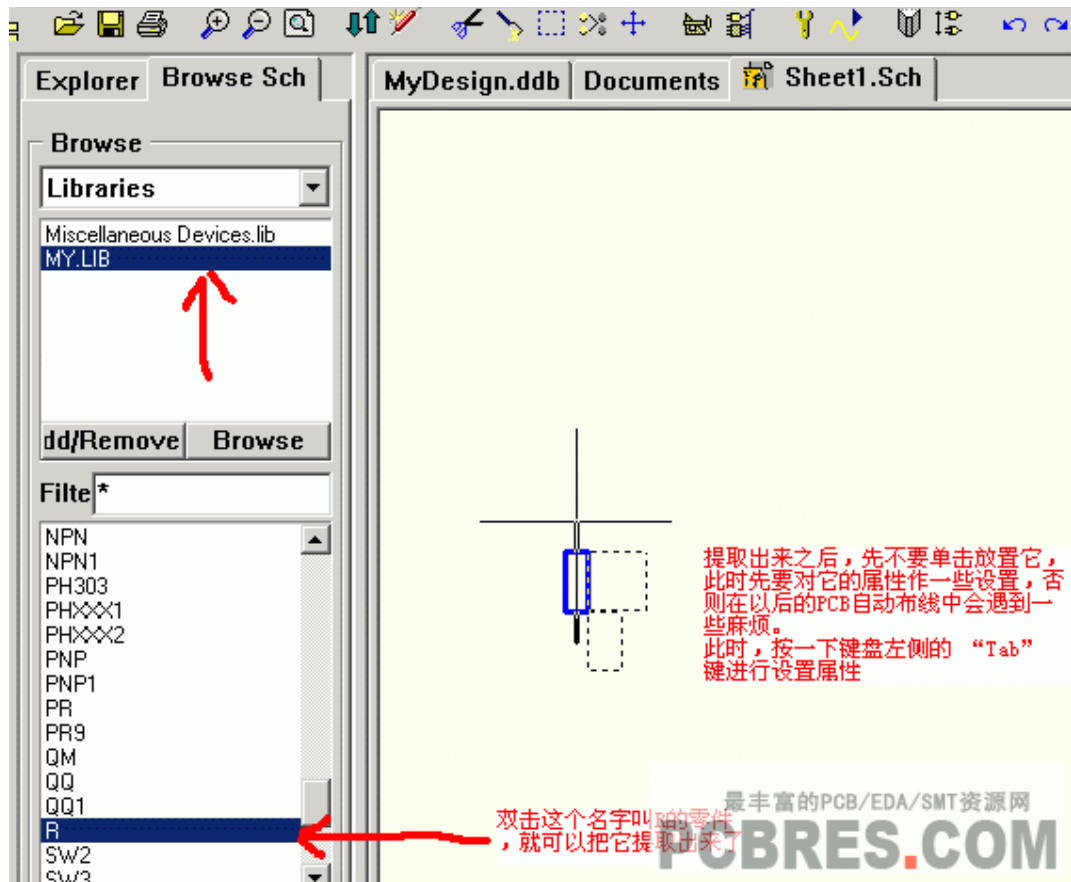 Explorer
Browse Sch
MyDesign.ddb
Documents
Sheet1.Sch
Browse
Libraries
Miscellaneous Devices.lib
MY.LIB
dd/Remove
Browse
Filte
*
NPN
NPN1
PH303
PHXXX1
PHXXX2
PNP
PNP1
PR
PR9
QM
QQ
QQ1
R
SW2
SW3
提取出来之后，先不要单击放置它，
此时先要对它的属性作一些设置，否
则在以后的PCB自动布线中会遇到一
些麻烦。
此时，按一下键盘左侧的 “Tab”
键进行设置属性
双击这个名字叫R的零件
，就可以把它提取出来了
最丰富的PCB/EDA/SMT资源网
PCBRES.COM